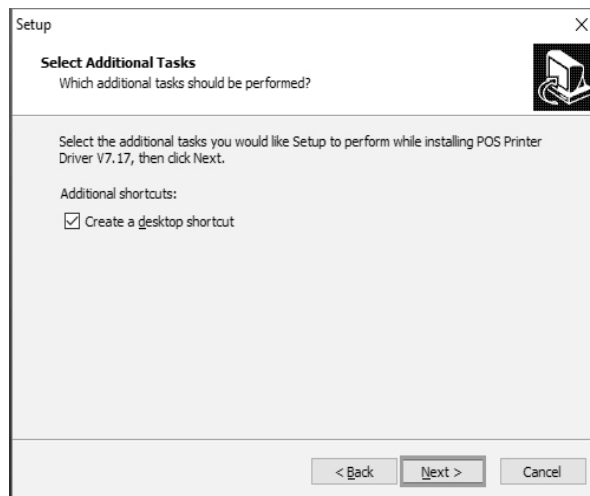 Setup
Select Additional Tasks
Which additional tasks should be performed?
Select the additional tasks you would like Setup to perform while installing POS Printer
Driver V7.17, then click Next.
Additional shortcuts:
Create a desktop shortcut
< Back
Next >
Cancel